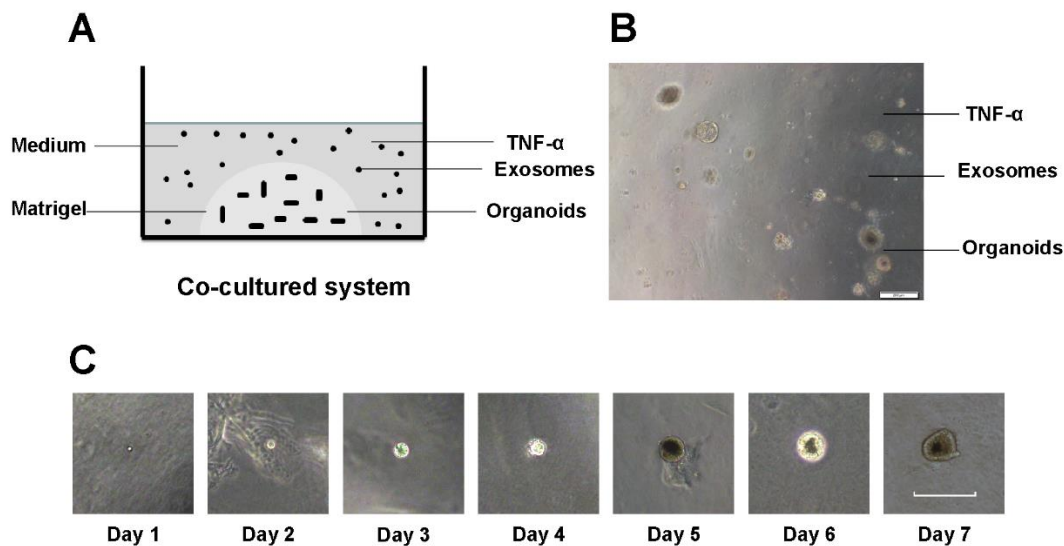 A
Medium
Matrigel
TNF-α
Exosomes
Organoids
Co-cultured system
B
TNF-α
Exosomes
Organoids
C
Day 1
Day 2
Day 3
Day 4
Day 5
Day 6
Day 7